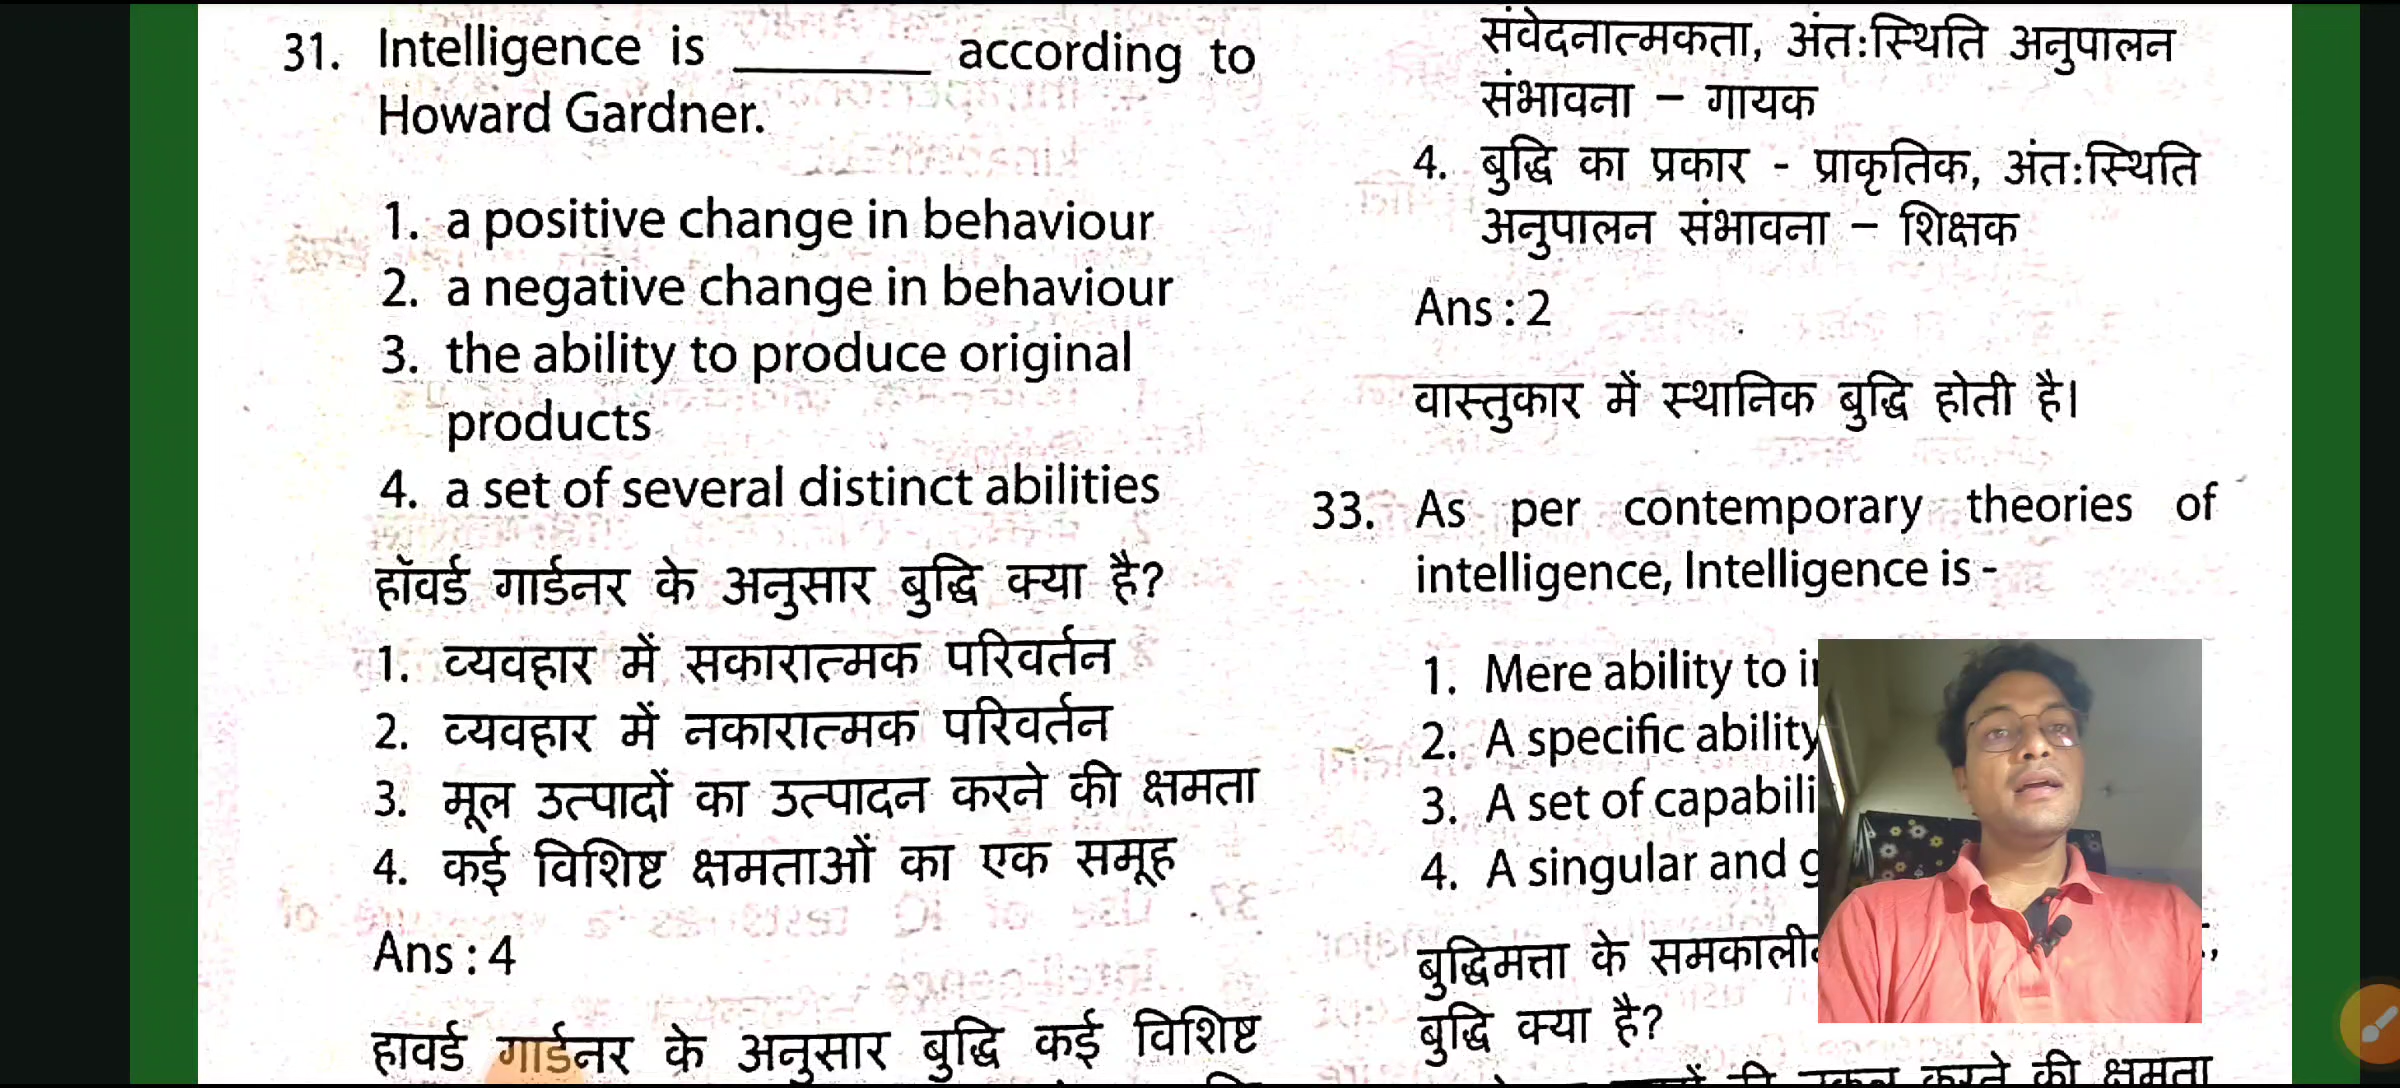 31. Intelligence is ________ according to
Howard Gardner.
1. a positive change in behaviour
2. a negative change in behaviour
3. the ability to produce original
products
4. a set of several distinct abilities
हॉवर्ड गार्डनर के अनुसार बुद्धि क्या है?
1. व्यवहार में सकारात्मक परिवर्तन
2. व्यवहार में नकारात्मक परिवर्तन
3. मूल उत्पादों का उत्पादन करने की क्षमता
4. कई विशिष्ट क्षमताओं का एक समूह
Ans : 4
हावर्ड गार्डनर के अनुसार बुद्धि कई विशिष्ट
संवेदनात्मकता, अंत:स्थिति अनुपालन
संभावना – गायक
4. बुद्धि का प्रकार - प्राकृतिक, अंत:स्थिति
अनुपालन संभावना – शिक्षक
Ans : 2
वास्तुकार में स्थानिक बुद्धि होती है।
33. As per contemporary theories of
intelligence, Intelligence is -
1. Mere ability to
2. A specific ability
3. A set of
4. A singular and
बुद्धिमत्ता के
बुद्धि क्या है?
करने की क्षमता